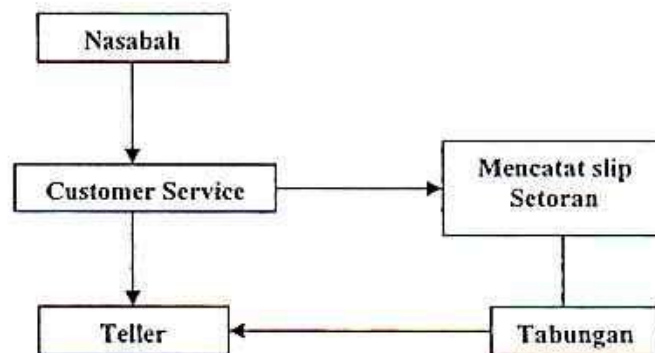 Nasabah
Customer Service
Mencatat slip
Setoran
Teller
Tabungan